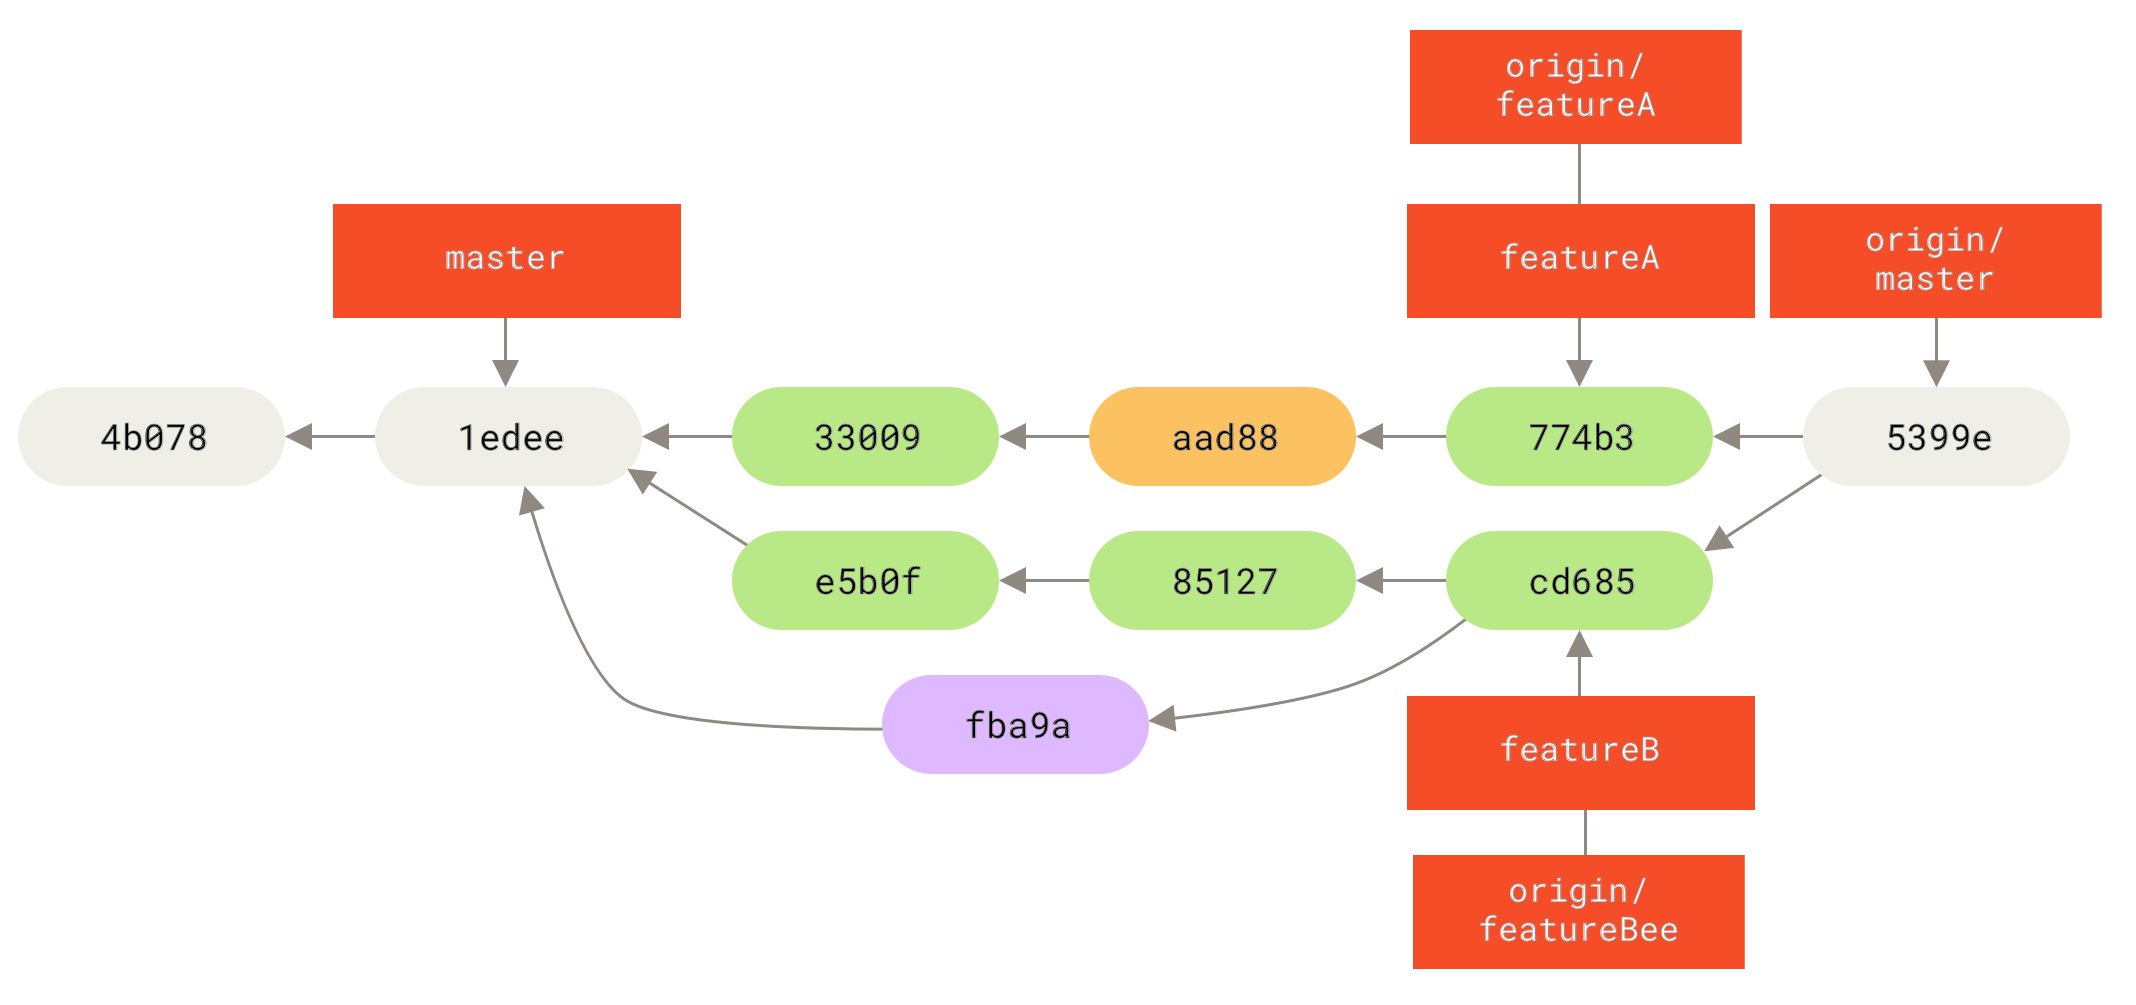 origin/
featureA
master
featureA
origin/
master
4b078
1edee
33009
aad88
774b3
5399e
e5b0f
85127
cd685
fba9a
featureB
origin/
featureBee